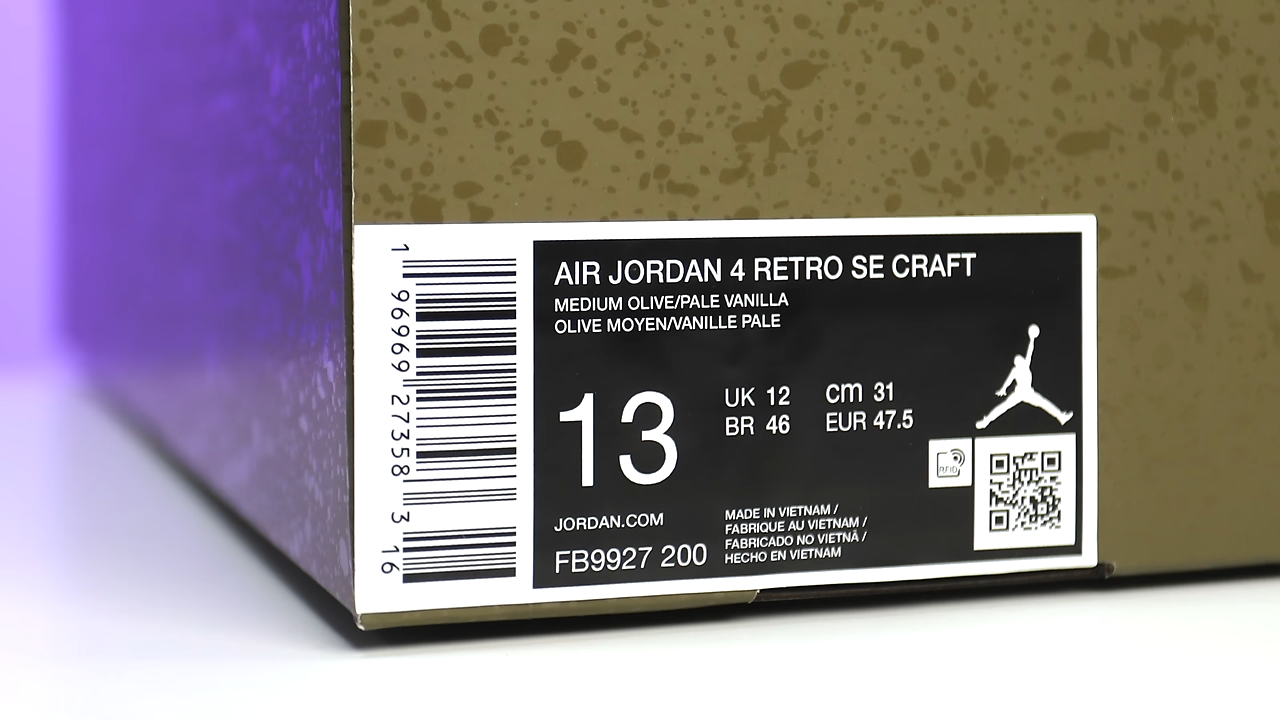 1 96969 27358 3 16
AIR JORDAN 4 RETRO SE CRAFT
MEDIUM OLIVE/PALE VANILLA
OLIVE MOYEN/VANILLE PALE
13
UK 12 cm 31
BR 46 EUR 47.5
RFID
JORDAN.COM
FB9927 200
MADE IN VIETNAM /
FABRIQUE AU VIETNAM /
FABRICADO NO VIETNÃ /
HECHO EN VIETNAM